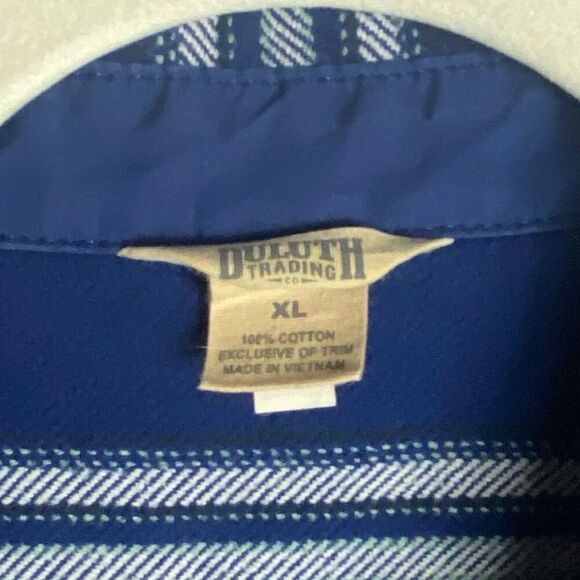 DULUTH
TRADING
CO
XL
100% COTTON
EXCLUSIVE OF TRIM
MADE IN VIETNAM